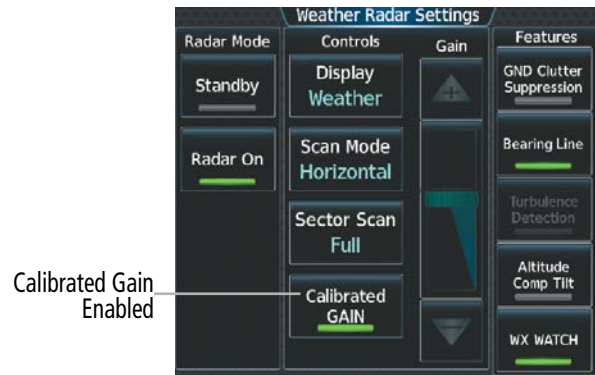 Weather Radar Settings
Radar Mode
Standby
Radar On
Controls
Display
Weather
Scan Mode
Horizontal
Sector Scan
Full
Calibrated
GAIN
Gain
Features
GND Clutter
Suppression
Bearing Line
Turbulence
Detection
Altitude
Comp Tilt
WX WATCH
Calibrated Gain
Enabled